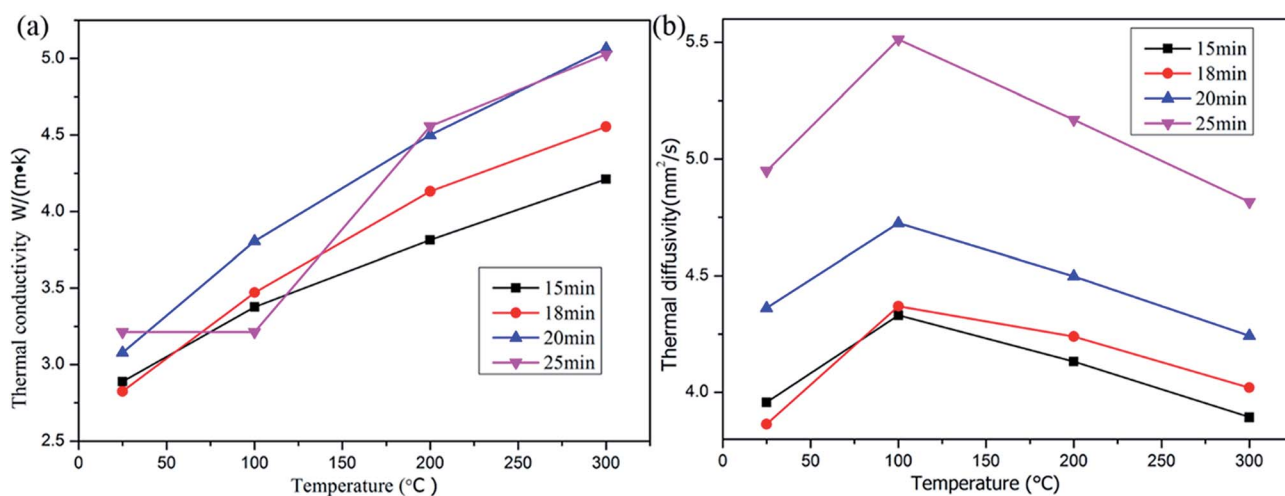 (a)
Thermal conductivity W/(m•k)
5.0
4.5
4.0
3.5
3.0
2.5
0 50 100 150 200 250 300
Temperature (°C )
15min
18min
20min
25min
(b)
Thermal diffusivity(mm²/s)
5.5
5.0
4.5
4.0
0 50 100 150 200 250 300
Temperature (°C)
15min
18min
20min
25min